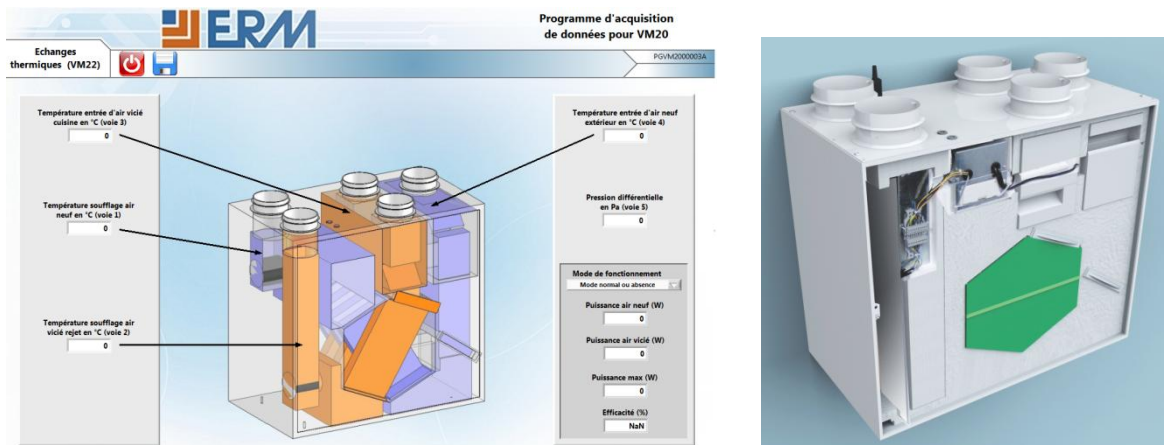 ERM
Programme d'acquisition
de données pour VM20
Echanges
thermiques (VM22)
PGVM2000003A
Température entrée d'air vicié
cuisine en °C (voie 3)
0
Température soufflage air
neuf en °C (voie 1)
0
Température soufflage air
vicié rejet en °C (voie 2)
0
Température entrée d'air neuf
extérieur en °C (voie 4)
0
Pression différentielle
en Pa (voie 5)
0
Mode de fonctionnement
Mode normal ou absence
Puissance air neuf (W)
0
Puissance air vicié (W)
0
Puissance max (W)
0
Efficacité (%)
NaN